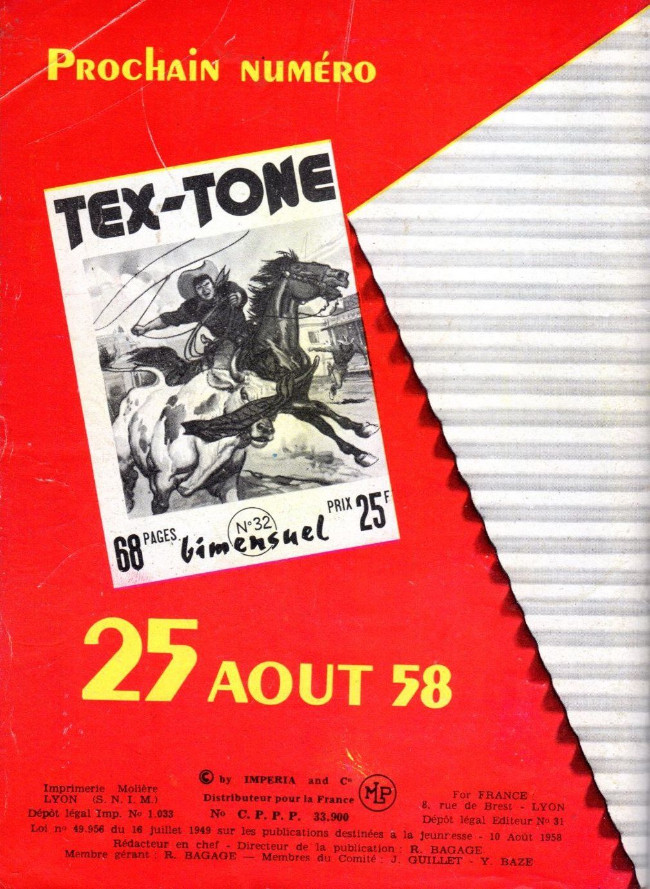 PROCHAIN NUMÉRO
TEX-TONE
68 PAGES
N° 32
bimensuel
PRIX 25F
25 AOUT 58
Imprimerie Molière
LYON (S. N. I. M.)
Dépôt légal Imp. No 1.033
© by IMPERIA and C°
Distributeur pour la France
No C. P. P. P. 33.900
MLP
For FRANCE
8, rue de Brest - LYON
Dépôt légal Editeur No 31
Loi n° 49.956 du 16 juillet 1949 sur les publications destinées a la jeunresse - 10 Août 1958
Rédacteur en chef - Directeur de la publication : R. BAGAGE
Membre gérant : R. BAGAGE — Membres du Comité : J. GUILLET - Y. BAZE